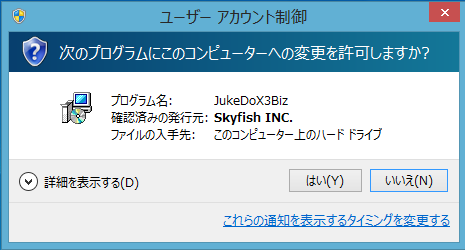 ユーザー アカウント制御
次のプログラムにこのコンピューターへの変更を許可しますか?
プログラム名: JukeDoX3Biz
確認済みの発行元: Skyfish INC.
ファイルの入手先: このコンピューター上のハード ドライブ
詳細を表示する(D) はい(Y) いいえ(N)
これらの通知を表示するタイミングを変更する